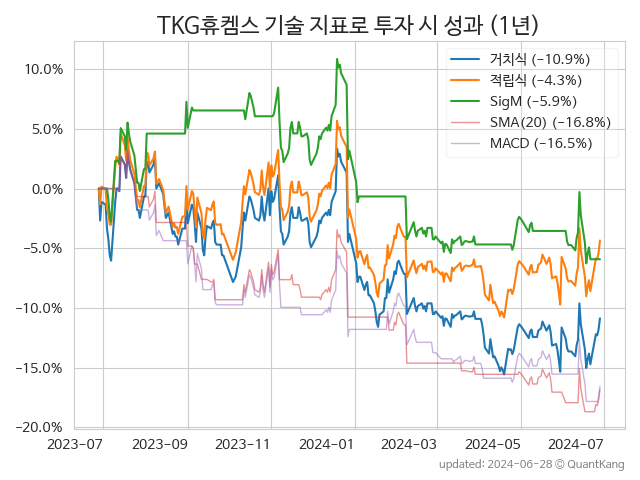 TKG휴켐스 기술 지표로 투자 시 성과 (1년)
거치식 (−10.9%)
적립식 (−4.3%)
SigM (−5.9%)
SMA(20) (−16.8%)
MACD (−16.5%)
10.0%
5.0%
0.0%
−5.0%
−10.0%
−15.0%
−20.0%
2023-07 2023-09 2023-11 2024-01 2024-03 2024-05 2024-07
updated: 2024-06-28 © QuantKang